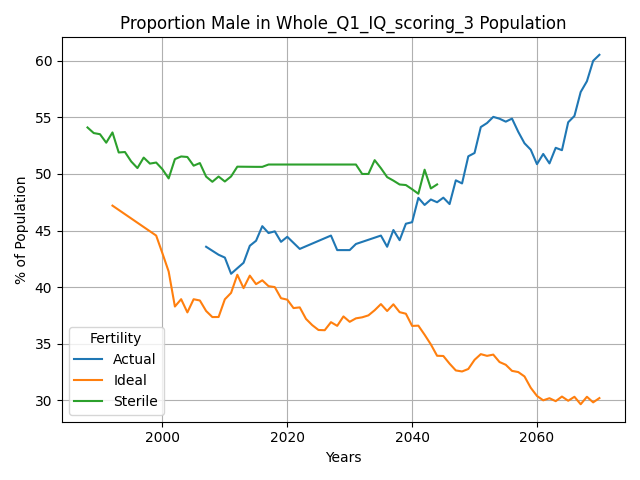 Proportion Male in Whole_Q1_IQ_scoring_3 Population
% of Population
60
55
50
45
40
35
30
Fertility
Actual
Ideal
Sterile
2000
2020
2040
2060
Years